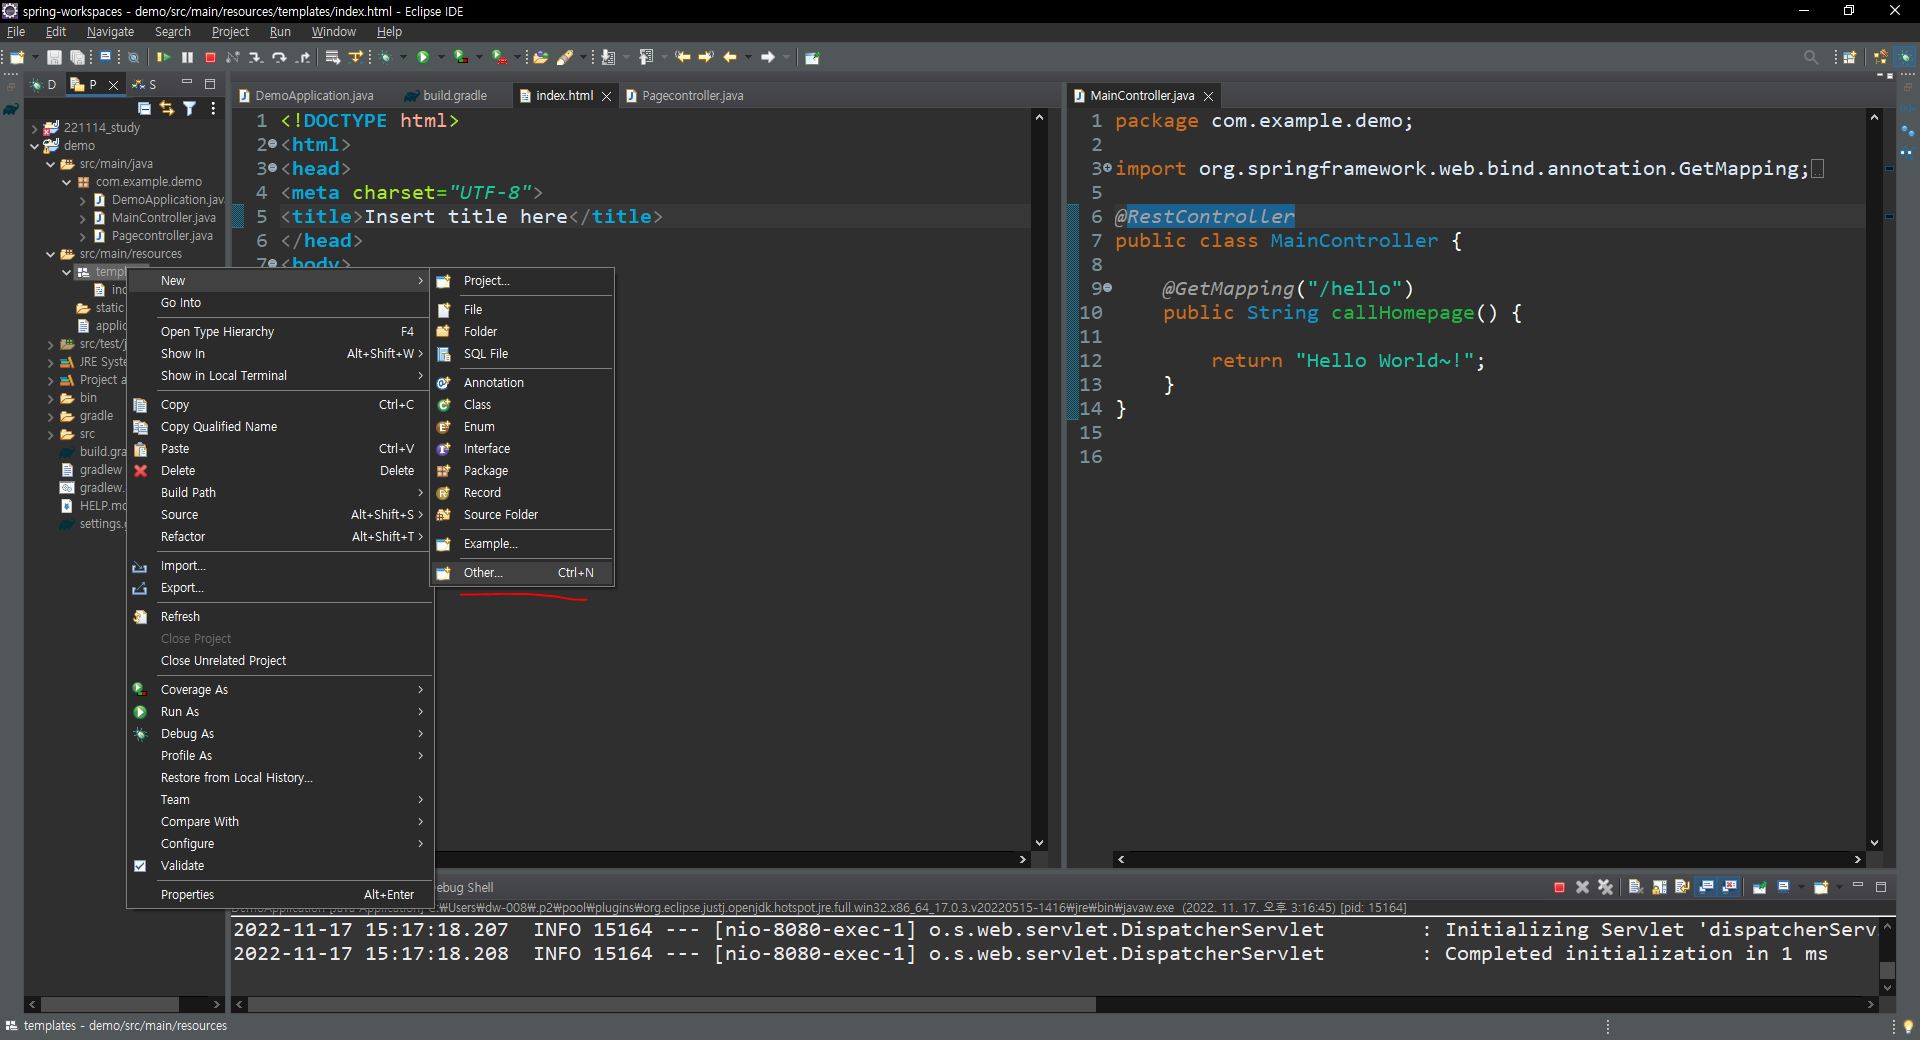 spring-workspaces - demo/src/main/resources/templates/index.html - Eclipse IDE
File Edit Navigate Search Project Run Window Help
D P S
DemoApplication.java build.gradle index.html Pagecontroller.java
MainController.java
221114_study
demo
src/main/java
com.example.demo
DemoApplication.jav
MainController.java
Pagecontroller.java
src/main/resources
templ
inc
static
applic
src/test/j
JRE Syste
Project a
bin
gradle
src
build.gra
gradlew
gradlew.
HELP.mc
settings.g
1 <!DOCTYPE html>
2 <html>
3 <head>
4 <meta charset="UTF-8">
5 <title>Insert title here</title>
6 </head>
7 <body>
New
Go Into
Open Type Hierarchy F4
Show In Alt+Shift+W
Show in Local Terminal
Copy Ctrl+C
Copy Qualified Name
Paste Ctrl+V
Delete Delete
Build Path
Source Alt+Shift+S
Refactor Alt+Shift+T
Import...
Export...
Refresh
Close Project
Close Unrelated Project
Coverage As
Run As
Debug As
Profile As
Restore from Local History...
Team
Compare With
Configure
Validate
Properties Alt+Enter
Project...
File
Folder
SQL File
Annotation
Class
Enum
Interface
Package
Record
Source Folder
Example...
Other... Ctrl+N
1 package com.example.demo;
2
3 import org.springframework.web.bind.annotation.GetMapping;
5
6 @RestController
7 public class MainController {
8
9 @GetMapping("/hello")
10 public String callHomepage() {
11
12 return "Hello World~!";
13 }
14 }
15
16
ebug Shell
DemoApplication [Java Application] C:₩Users₩dw-008₩.p2₩pool₩plugins₩org.eclipse.justj.openjdk.hotspot.jre.full.win32.x86_64_17.0.3.v20220515-1416₩jre₩bin₩javaw.exe (2022. 11. 17. 오후 3:16:45) [pid: 15164]
2022-11-17 15:17:18.207 INFO 15164 --- [nio-8080-exec-1] o.s.web.servlet.DispatcherServlet : Initializing Servlet 'dispatcherServ
2022-11-17 15:17:18.208 INFO 15164 --- [nio-8080-exec-1] o.s.web.servlet.DispatcherServlet : Completed initialization in 1 ms
templates - demo/src/main/resources